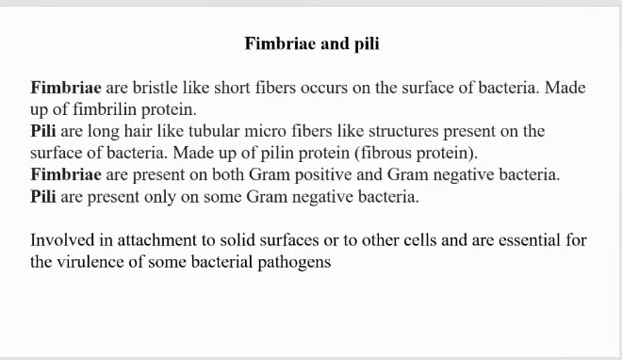 Fimbriae and pili
Fimbriae are bristle like short fibers occurs on the surface of bacteria. Made
up of fimbrilin protein.
Pili are long hair like tubular micro fibers like structures present on the
surface of bacteria. Made up of pilin protein (fibrous protein).
Fimbriae are present on both Gram positive and Gram negative bacteria.
Pili are present only on some Gram negative bacteria.
Involved in attachment to solid surfaces or to other cells and are essential for
the virulence of some bacterial pathogens